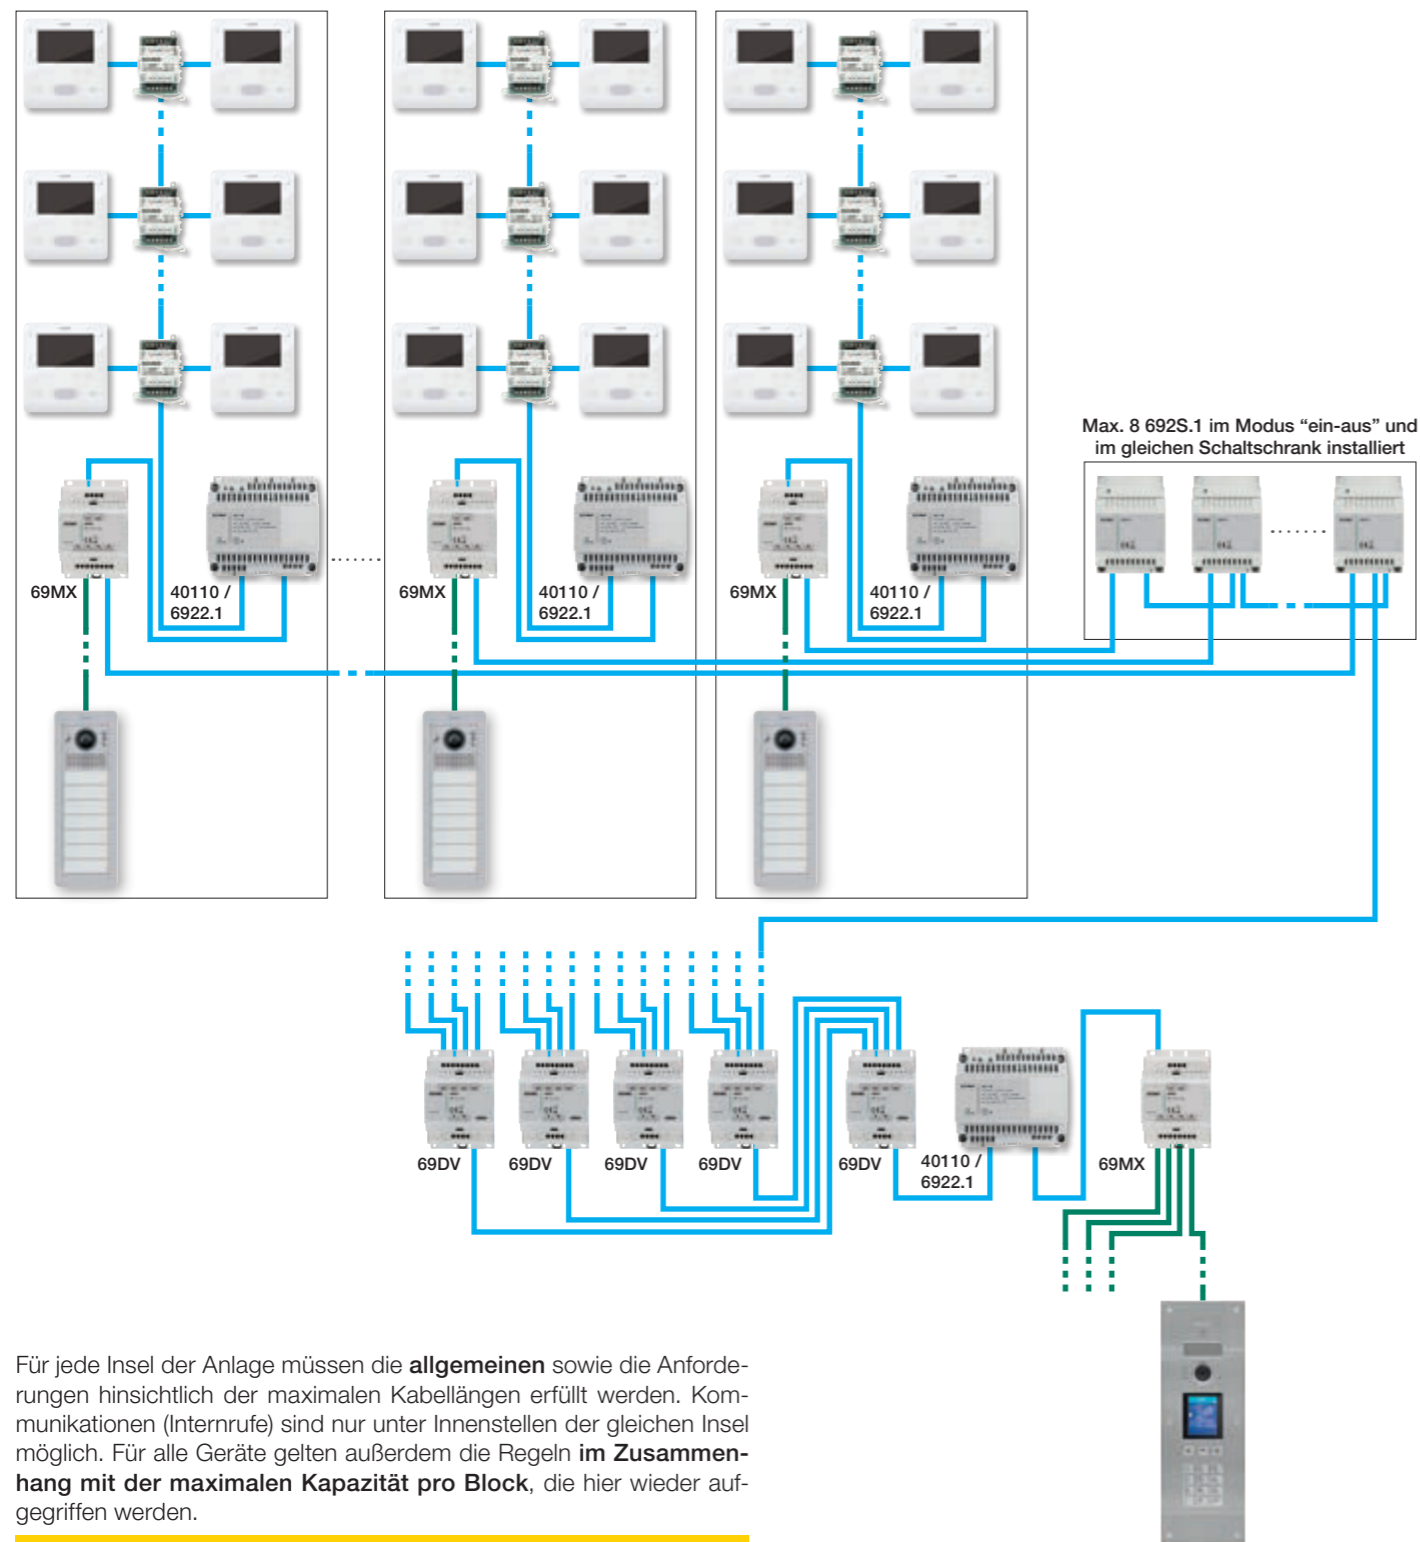 Max. 8 692S.1 im Modus “ein-aus” und
im gleichen Schaltschrank installiert
69MX
40110 /
6922.1
69MX
40110 /
6922.1
69MX
40110 /
6922.1
69DV
69DV
69DV
69DV
69DV
40110 /
6922.1
69MX
Für jede Insel der Anlage müssen die allgemeinen sowie die Anforde-
rungen hinsichtlich der maximalen Kabellängen erfüllt werden. Kom-
munikationen (Internrufe) sind nur unter Innenstellen der gleichen Insel
möglich. Für alle Geräte gelten außerdem die Regeln im Zusammen-
hang mit der maximalen Kapazität pro Block, die hier wieder auf-
gegriffen werden.